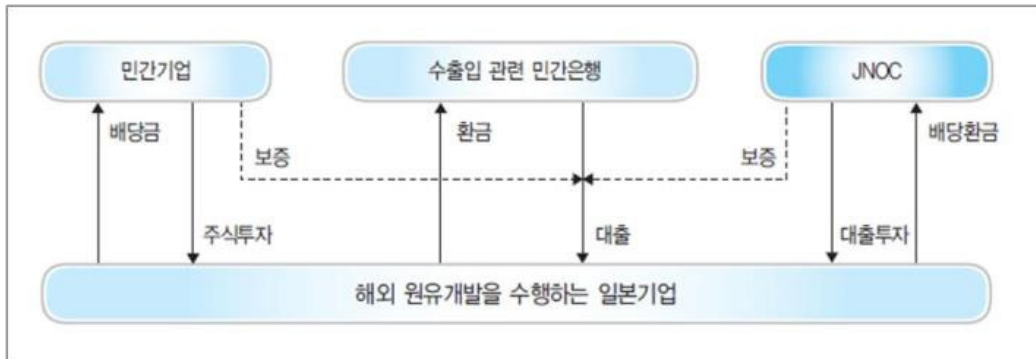 민간기업
수출입 관련 민간은행
JNOC
배당금
환금
배당환금
보증
보증
주식투자
대출
대출투자
해외 원유개발을 수행하는 일본기업